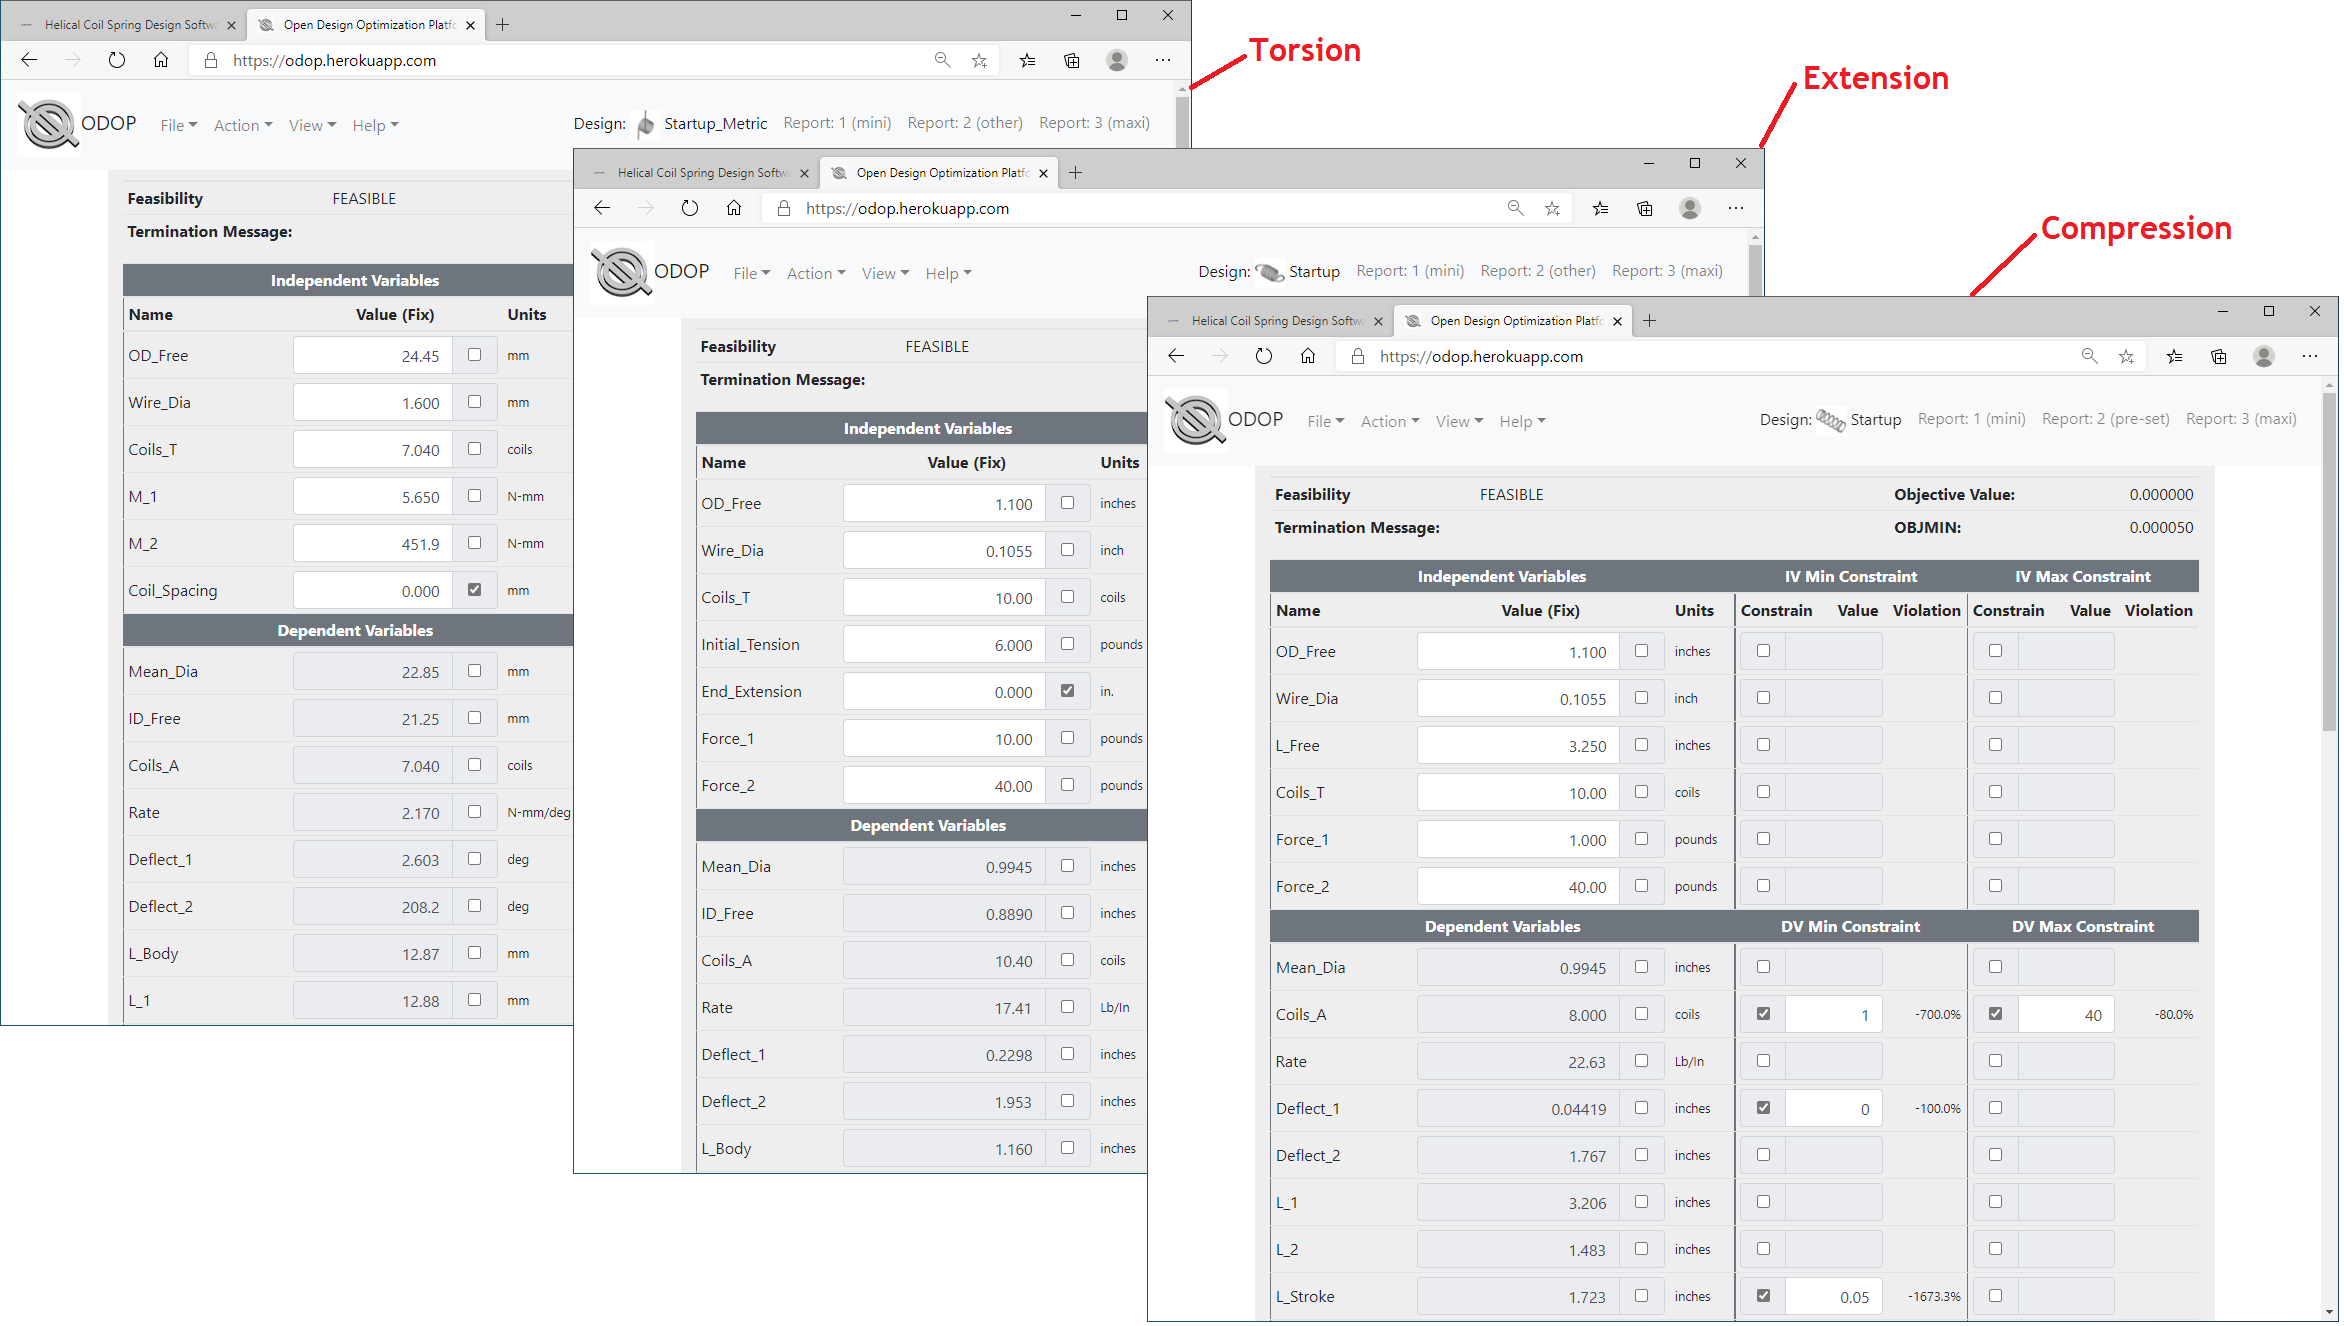 Helical Coil Spring Design Softw
Open Design Optimization Platfo
https://odop.herokuapp.com
Torsion
ODOP
File Action View Help
Design: Startup_Metric Report: 1 (mini) Report: 2 (other) Report: 3 (maxi)
Feasibility FEASIBLE
Termination Message:
Independent Variables
Name Value (Fix) Units
OD_Free 24.45 mm
Wire_Dia 1.600 mm
Coils_T 7.040 coils
M_1 5.650 N-mm
M_2 451.9 N-mm
Coil_Spacing 0.000 mm
Dependent Variables
Mean_Dia 22.85 mm
ID_Free 21.25 mm
Coils_A 7.040 coils
Rate 2.170 N-mm/deg
Deflect_1 2.603 deg
Deflect_2 208.2 deg
L_Body 12.87 mm
L_1 12.88 mm
Extension
Helical Coil Spring Design Softw
Open Design Optimization Platfo
https://odop.herokuapp.com
ODOP
File Action View Help
Design: Startup Report: 1 (mini) Report: 2 (other) Report: 3 (maxi)
Feasibility FEASIBLE
Termination Message:
Independent Variables
Name Value (Fix) Units
OD_Free 1.100 inches
Wire_Dia 0.1055 inch
Coils_T 10.00 coils
Initial_Tension 6.000 pounds
End_Extension 0.000 in.
Force_1 10.00 pounds
Force_2 40.00 pounds
Dependent Variables
Mean_Dia 0.9945 inches
ID_Free 0.8890 inches
Coils_A 10.40 coils
Rate 17.41 Lb/In
Deflect_1 0.2298 inches
Deflect_2 1.953 inches
L_Body 1.160 inches
Compression
Helical Coil Spring Design Softw
Open Design Optimization Platfo
https://odop.herokuapp.com
ODOP
File Action View Help
Design: Startup Report: 1 (mini) Report: 2 (pre-set) Report: 3 (maxi)
Feasibility FEASIBLE Objective Value: 0.000000
Termination Message: OBJMIN: 0.000050
Independent Variables IV Min Constraint IV Max Constraint
Name Value (Fix) Units Constrain Value Violation Constrain Value Violation
OD_Free 1.100 inches
Wire_Dia 0.1055 inch
L_Free 3.250 inches
Coils_T 10.00 coils
Force_1 1.000 pounds
Force_2 40.00 pounds
Dependent Variables DV Min Constraint DV Max Constraint
Mean_Dia 0.9945 inches
Coils_A 8.000 coils 1 -700.0% 40 -80.0%
Rate 22.63 Lb/In
Deflect_1 0.04419 inches 0 -100.0%
Deflect_2 1.767 inches
L_1 3.206 inches
L_2 1.483 inches
L_Stroke 1.723 inches 0.05 -1673.3%